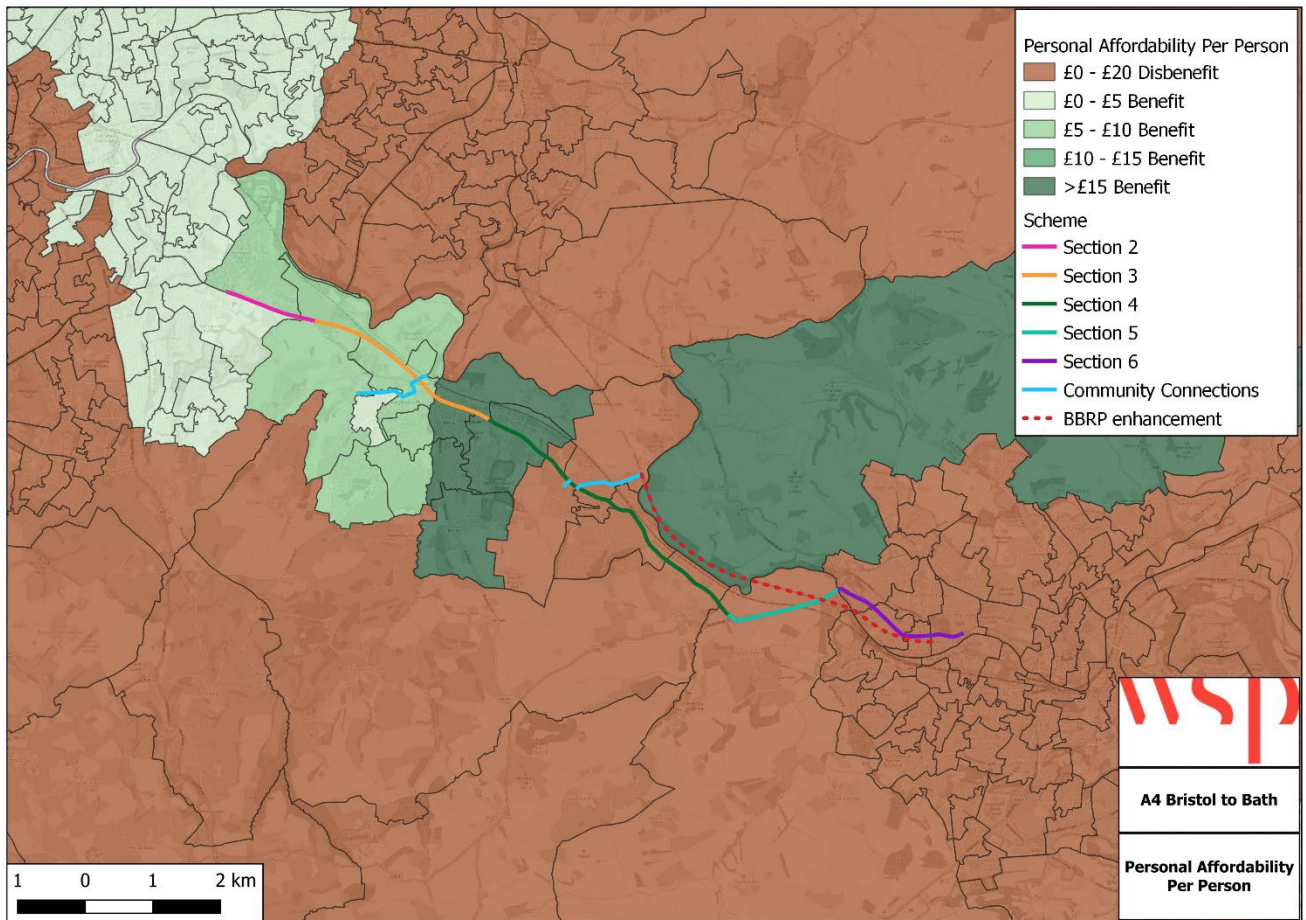 Personal Affordability Per Person
£0 - £20 Disbenefit
£0 - £5 Benefit
£5 - £10 Benefit
£10 - £15 Benefit
>£15 Benefit
Scheme
Section 2
Section 3
Section 4
Section 5
Section 6
Community Connections
BBRP enhancement
wsp
A4 Bristol to Bath
Personal Affordability
Per Person
1 0 1 2 km